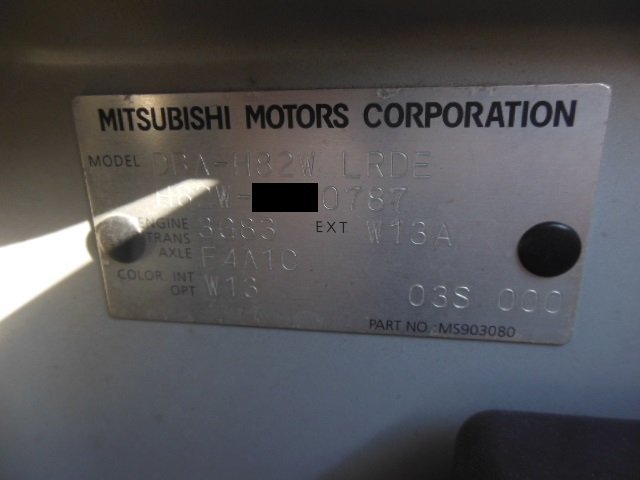 MITSUBISHI MOTORS CORPORATION
MODEL DBA-H82W LRDE
H82W- 0787
ENGINE 3G83 EXT W13A
TRANS
AXLE F4A1C
COLOR. INT W13
OPT 03S 000
PART NO.:MS903080